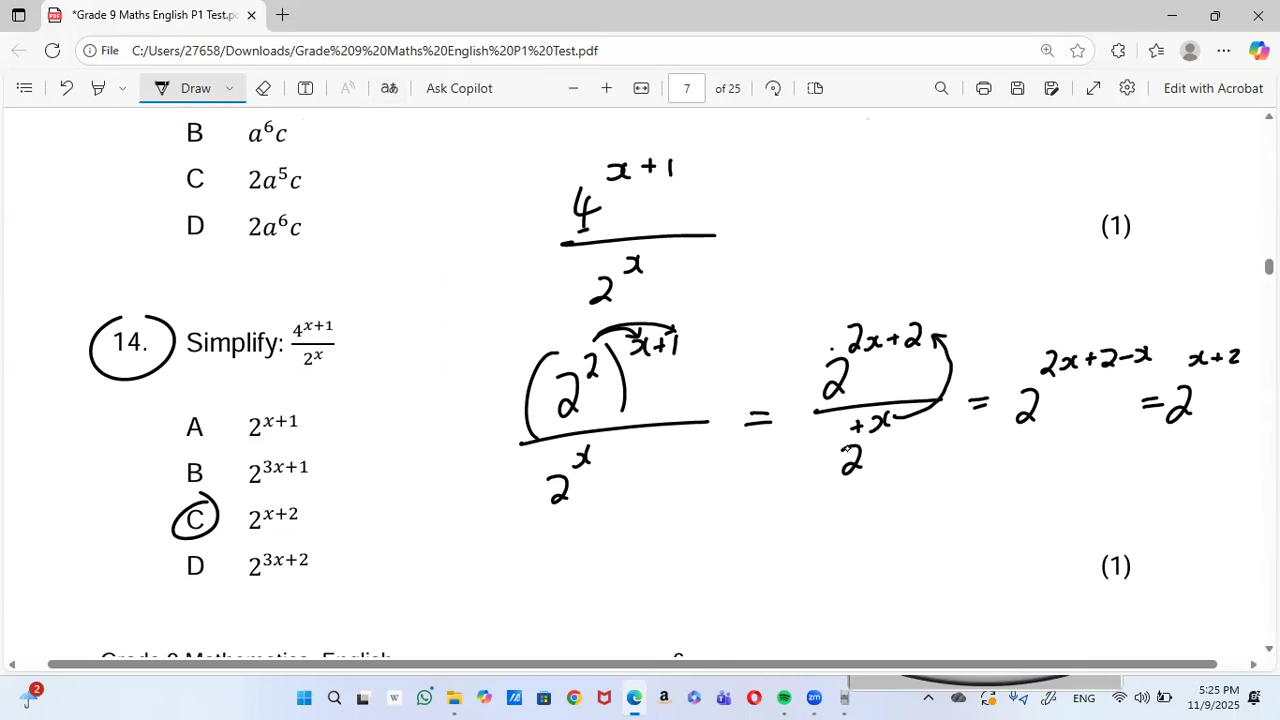 *Grade 9 Maths English P1 Test.pd
File C:/Users/27658/Downloads/Grade%209%20Maths%20English%20P1%20Test.pdf
Draw 7 of 25 Ask Copilot Edit with Acrobat
B a⁶c
C 2a⁵c
D 2a⁶c (1)
4^(x+1) / 2^x
14. Simplify: 4^(x+1) / 2^x
(2²)^(x+1) / 2^x = 2^(2x+2) / 2^(+x) = 2^(2x+2-x) = 2^(x+2)
A 2^(x+1)
B 2^(3x+1)
C 2^(x+2)
D 2^(3x+2) (1)
2 ENG 5:25 PM
11/9/2025